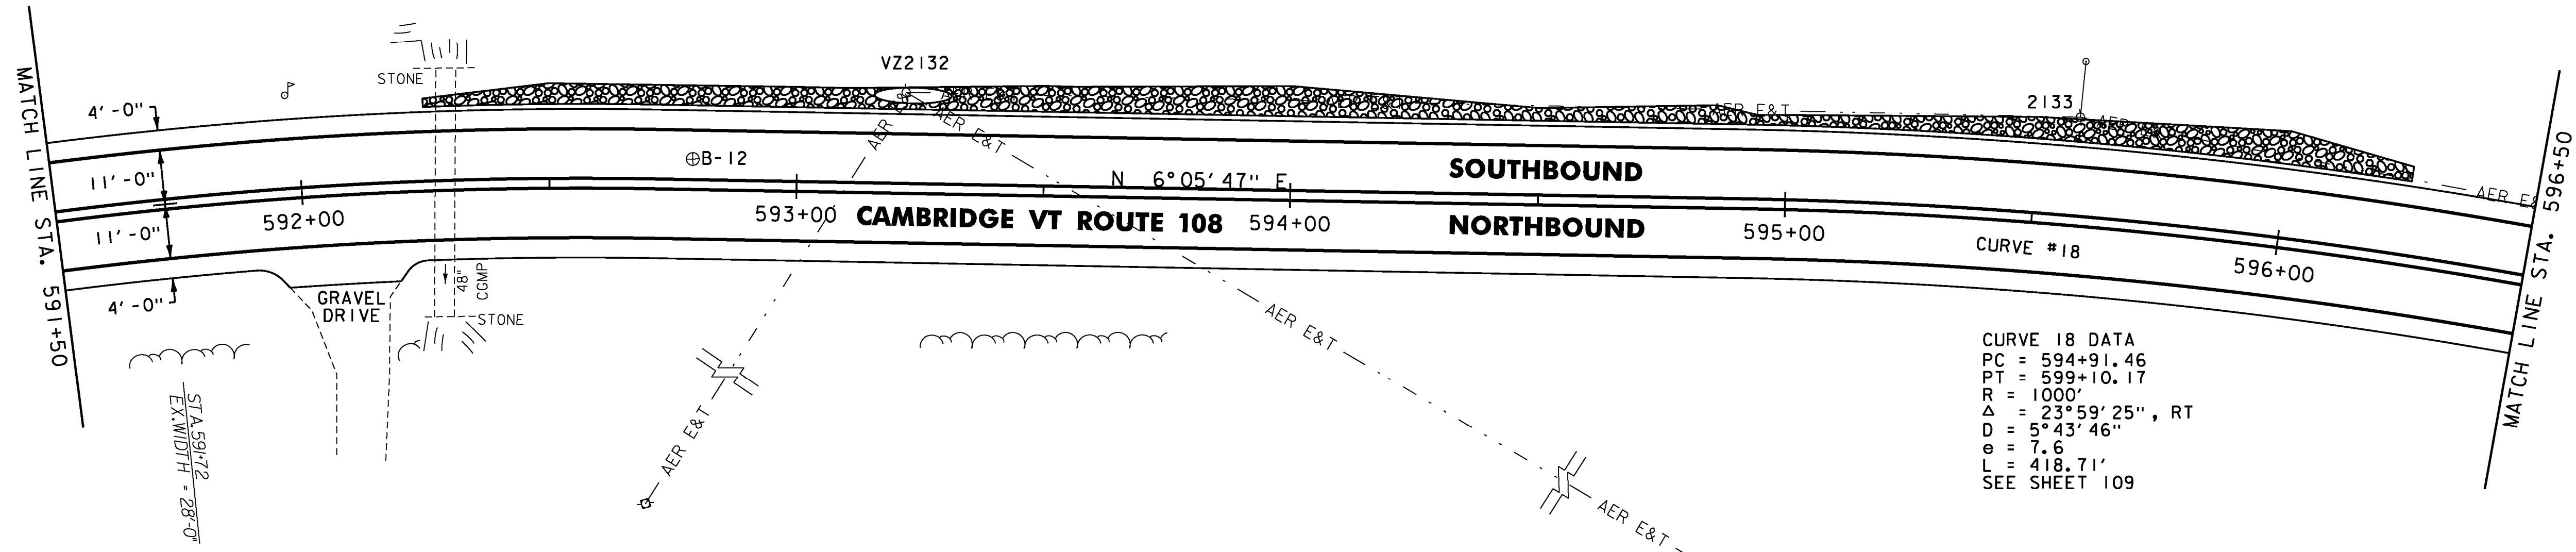 MATCH LINE STA. 591+50
4'-0"
11'-0"
11'-0"
4'-0"
STONE
592+00
GRAVEL
DRIVE
48"
CGMP
STONE
STA.591+72
EX.WIDTH = 28'-0"
VZ2132
B-12
AER
AER E&T
593+00
N 6°05'47" E
CAMBRIDGE VT ROUTE 108
594+00
SOUTHBOUND
NORTHBOUND
AER E&T
2133
AER
595+00
CURVE #18
596+00
AER E&T
AER E&T
AER E&T
AER E
CURVE 18 DATA
PC = 594+91.46
PT = 599+10.17
R = 1000'
Δ = 23°59'25", RT
D = 5°43'46"
e = 7.6
L = 418.71'
SEE SHEET 109
MATCH LINE STA. 596+50